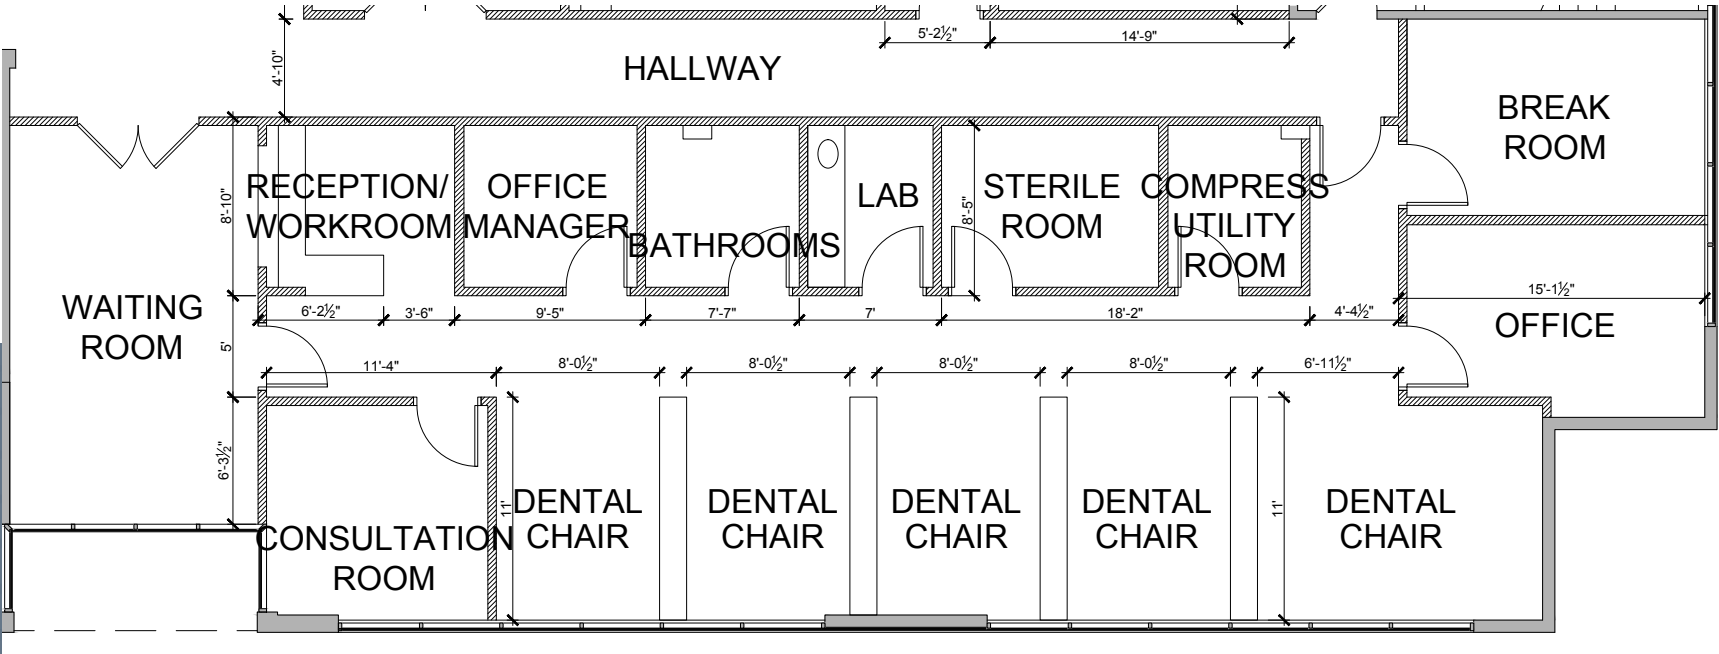 5'-2½"
14'-9"
4'-10"
HALLWAY
BREAK
ROOM
8'-10"
RECEPTION/
WORKROOM
OFFICE
MANAGER
BATHROOMS
LAB
8'-5"
STERILE
ROOM
COMPRESS
UTILITY
ROOM
WAITING
ROOM
15'-1½"
OFFICE
6'-2½"
3'-6"
9'-5"
7'-7"
7'
18'-2"
4'-4½"
5'
11'-4"
8'-0½"
8'-0½"
8'-0½"
8'-0½"
6'-11½"
6'-3½"
CONSULTATION
ROOM
11'
DENTAL
CHAIR
DENTAL
CHAIR
DENTAL
CHAIR
DENTAL
CHAIR
11'
DENTAL
CHAIR